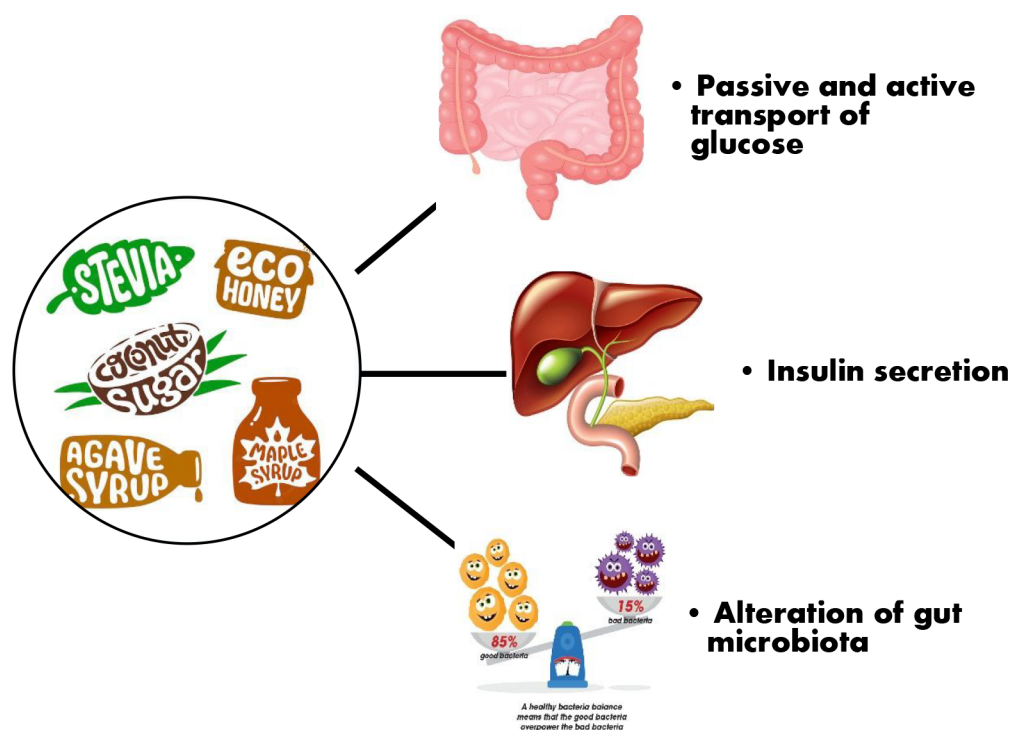 • Passive and active
transport of
glucose
STEVIA
eco
HONEY
coconut
Sugar
AGAVE
SYRUP
MAPLE
SYRUP
• Insulin secretion
85%
good bacteria
15%
bad bacteria
• Alteration of gut
microbiota
A healthy bacteria balance
means that the good bacteria
overpower the bad bacteria